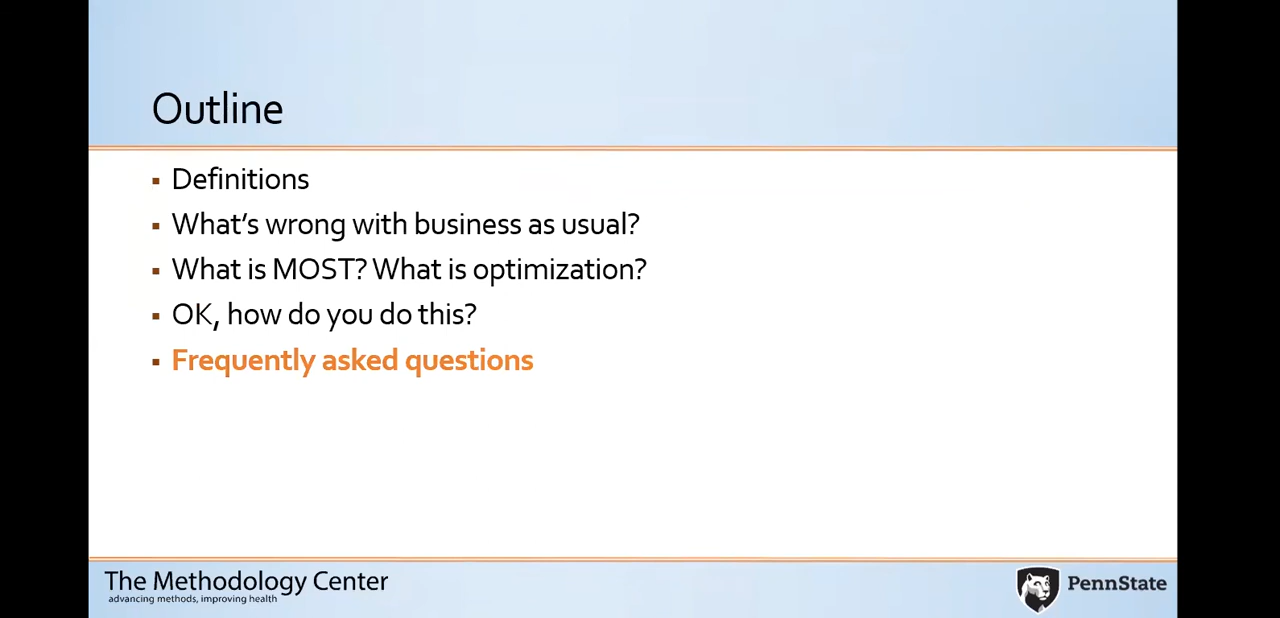 Outline
▪ Definitions
▪ What's wrong with business as usual?
▪ What is MOST? What is optimization?
▪ OK, how do you do this?
▪ Frequently asked questions
The Methodology Center
advancing methods, improving health
PennState